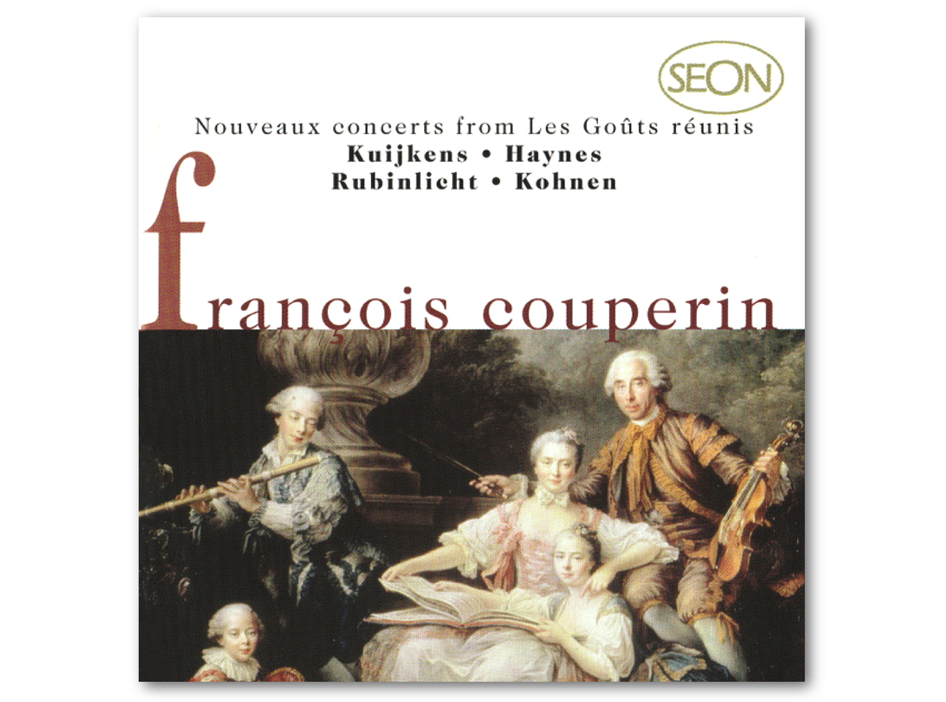 SEON
Nouveaux concerts from Les Goûts réunis
Kuijkens • Haynes
Rubinlicht • Kohnen
françois couperin